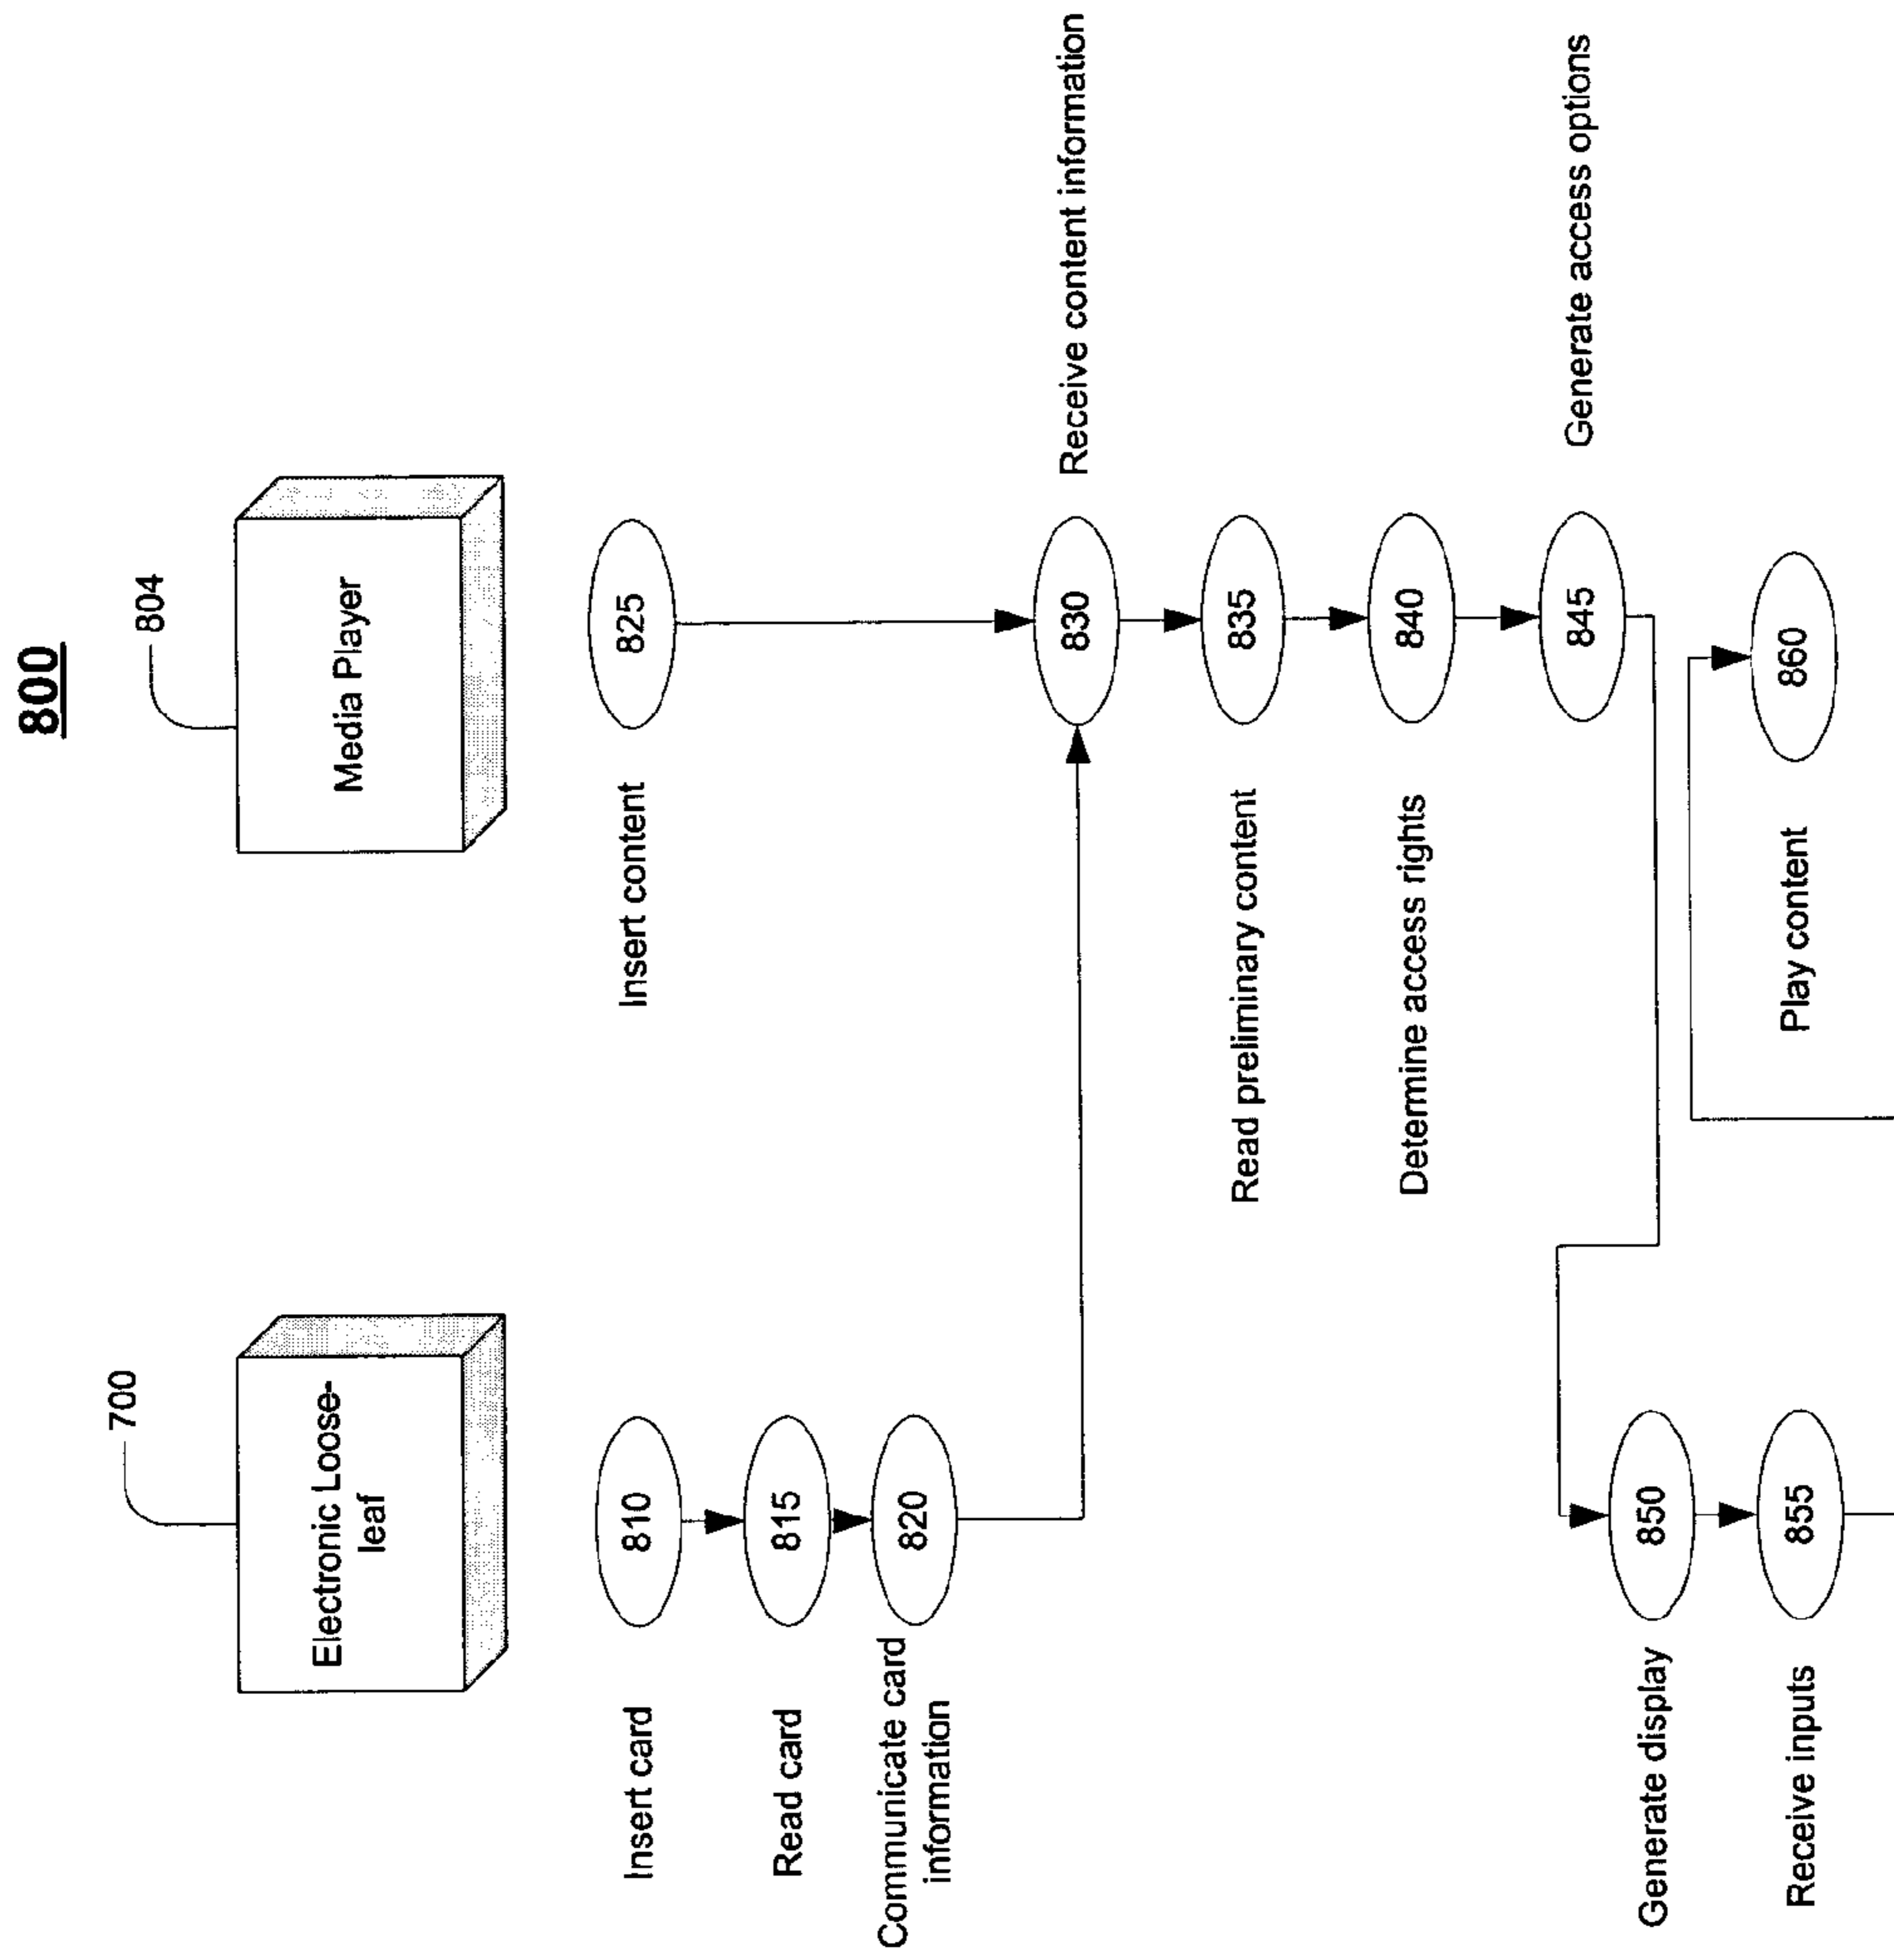 800
700
804
Electronic Loose-
leaf
Media Player
Insert card
810
Insert content
825
Read card
815
Communicate card
information
820
830
Receive content information
Read preliminary content
835
Determine access rights
840
845
Generate access options
Generate display
850
Receive inputs
855
Play content
860